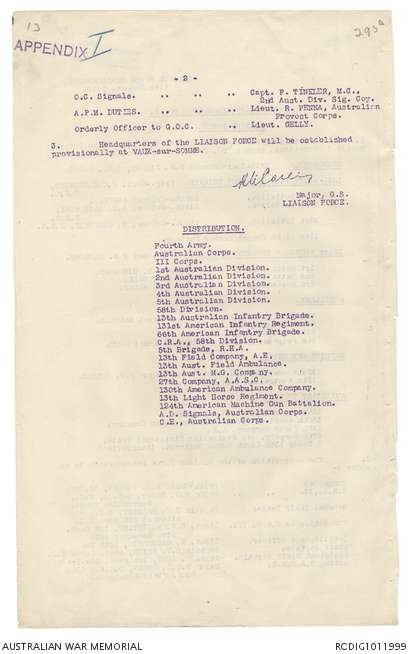 13
293a
APPENDIX I
- 2 -
O.C. Signals. " " " Capt. F. TINKLER, M.C.,
2nd Aust. Div. Sig. Coy.
A.P.M. DUTIES. " " " Lieut. R. PENNA, Australian
Provost Corps.
Orderly Officer to G.O.C. " Lieut. GELLY.
3. Headquarters of the LIAISON FORCE will be established
provisionally at VAUX-sur-SOMME.
Major, G.S.
LIAISON FORCE.
DISTRIBUTION.
Fourth Army.
Australian Corps.
III Corps.
1st Australian Division.
2nd Australian Division.
3rd Australian Division.
4th Australian Division.
5th Australian Division.
58th Division.
13th Australian Infantry Brigade.
131st American Infantry Regiment.
66th American Infantry Brigade.
C.R.A., 58th Division.
5th Brigade, R.H.A.
13th Field Company, A.E.
13th Aust. Field Ambulance.
13th Aust. M.G. Company.
27th Company, A.A.S.C.
130th American Ambulance Company.
13th Light Horse Regiment.
124th American Machine Gun Battalion.
A.D. Signals, Australian Corps.
C.E., Australian Corps.
AUSTRALIAN WAR MEMORIAL
RCDIG1011999